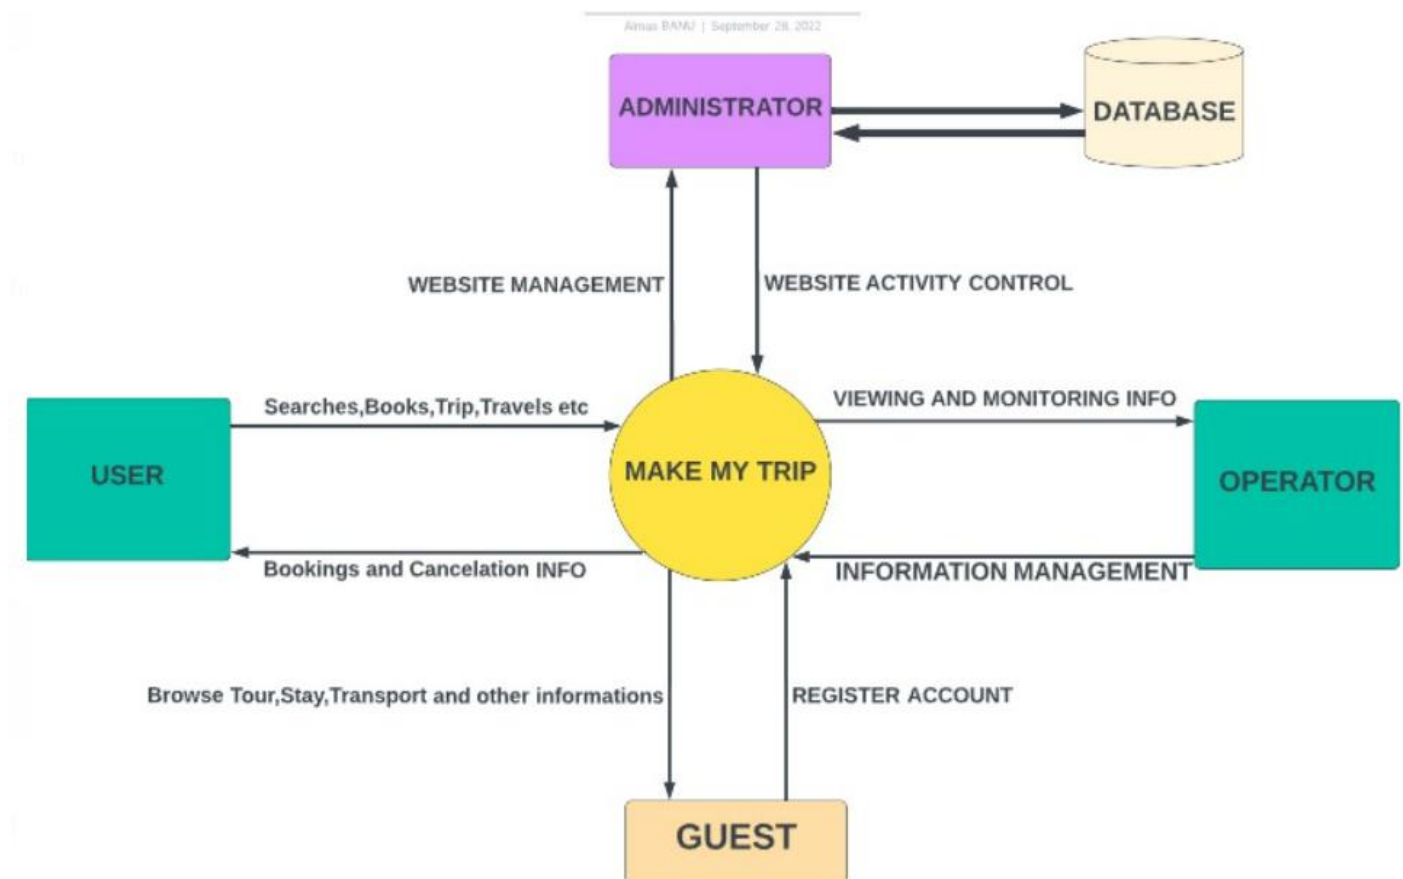 Almas BANU | September 28, 2022
ADMINISTRATOR
DATABASE
WEBSITE MANAGEMENT
WEBSITE ACTIVITY CONTROL
Searches,Books,Trip,Travels etc
VIEWING AND MONITORING INFO
USER
MAKE MY TRIP
OPERATOR
Bookings and Cancelation INFO
INFORMATION MANAGEMENT
Browse Tour,Stay,Transport and other informations
REGISTER ACCOUNT
GUEST